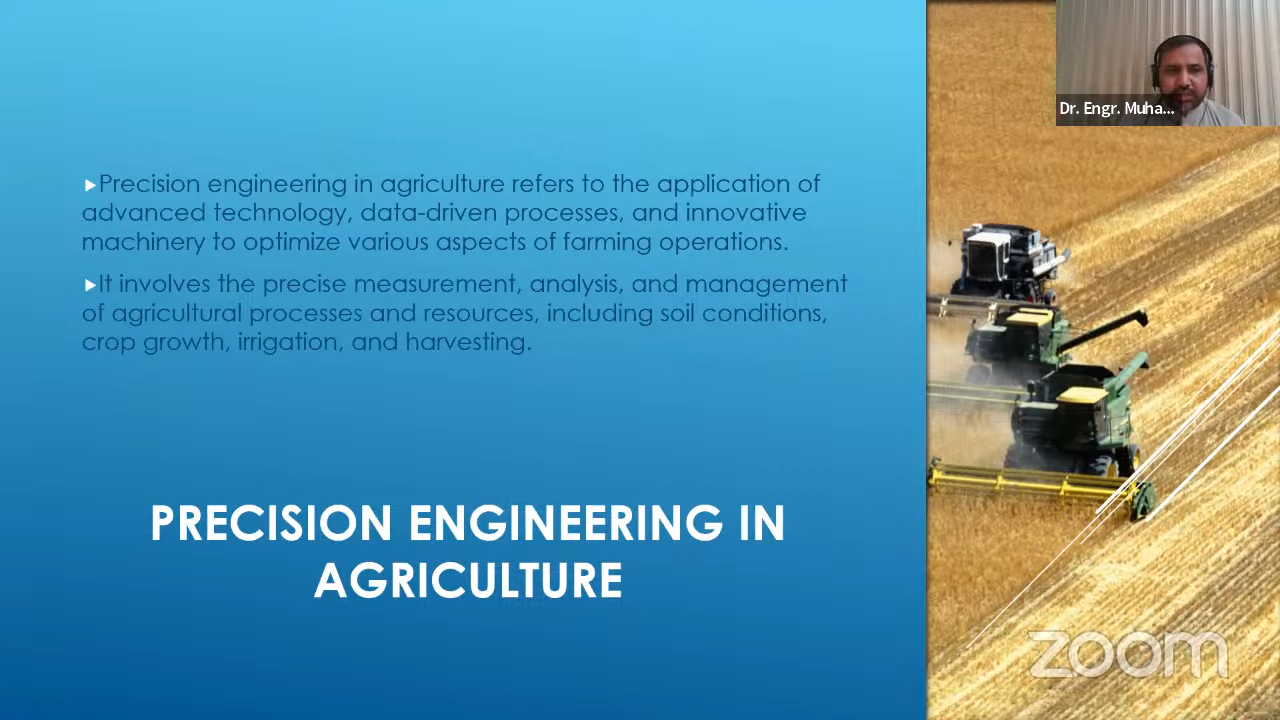 Precision engineering in agriculture refers to the application of
advanced technology, data-driven processes, and innovative
machinery to optimize various aspects of farming operations.
It involves the precise measurement, analysis, and management
of agricultural processes and resources, including soil conditions,
crop growth, irrigation, and harvesting.
PRECISION ENGINEERING IN
AGRICULTURE
Dr. Engr. Muha...
zoom